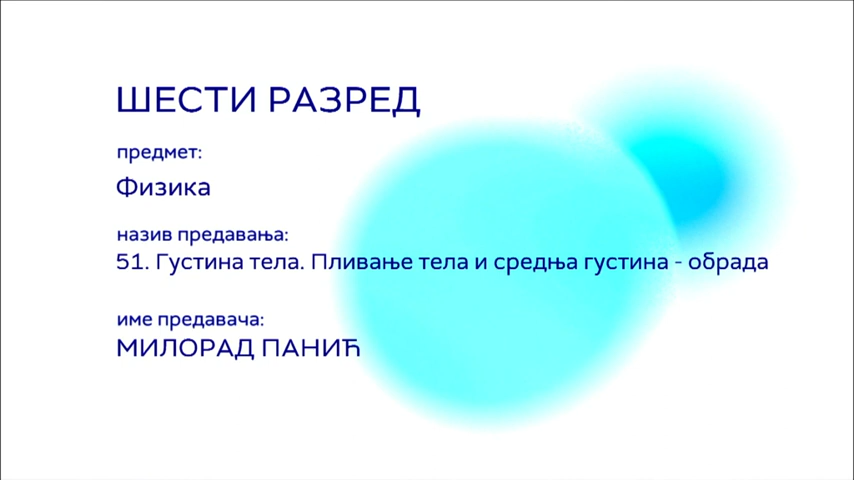 ШЕСТИ РАЗРЕД
предмет:
Физика
назив предавања:
51. Густина тела. Пливање тела и средња густина - обрада
име предавача:
МИЛОРАД ПАНИЋ